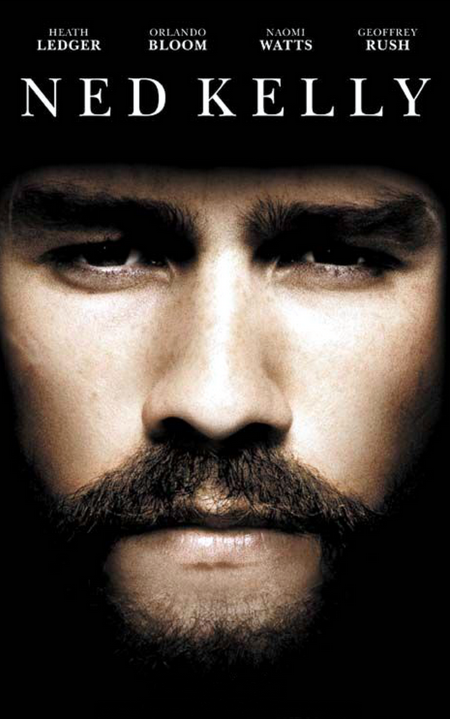 HEATH ORLANDO NAOMI GEOFFREY
LEDGER BLOOM WATTS RUSH
NED KELLY